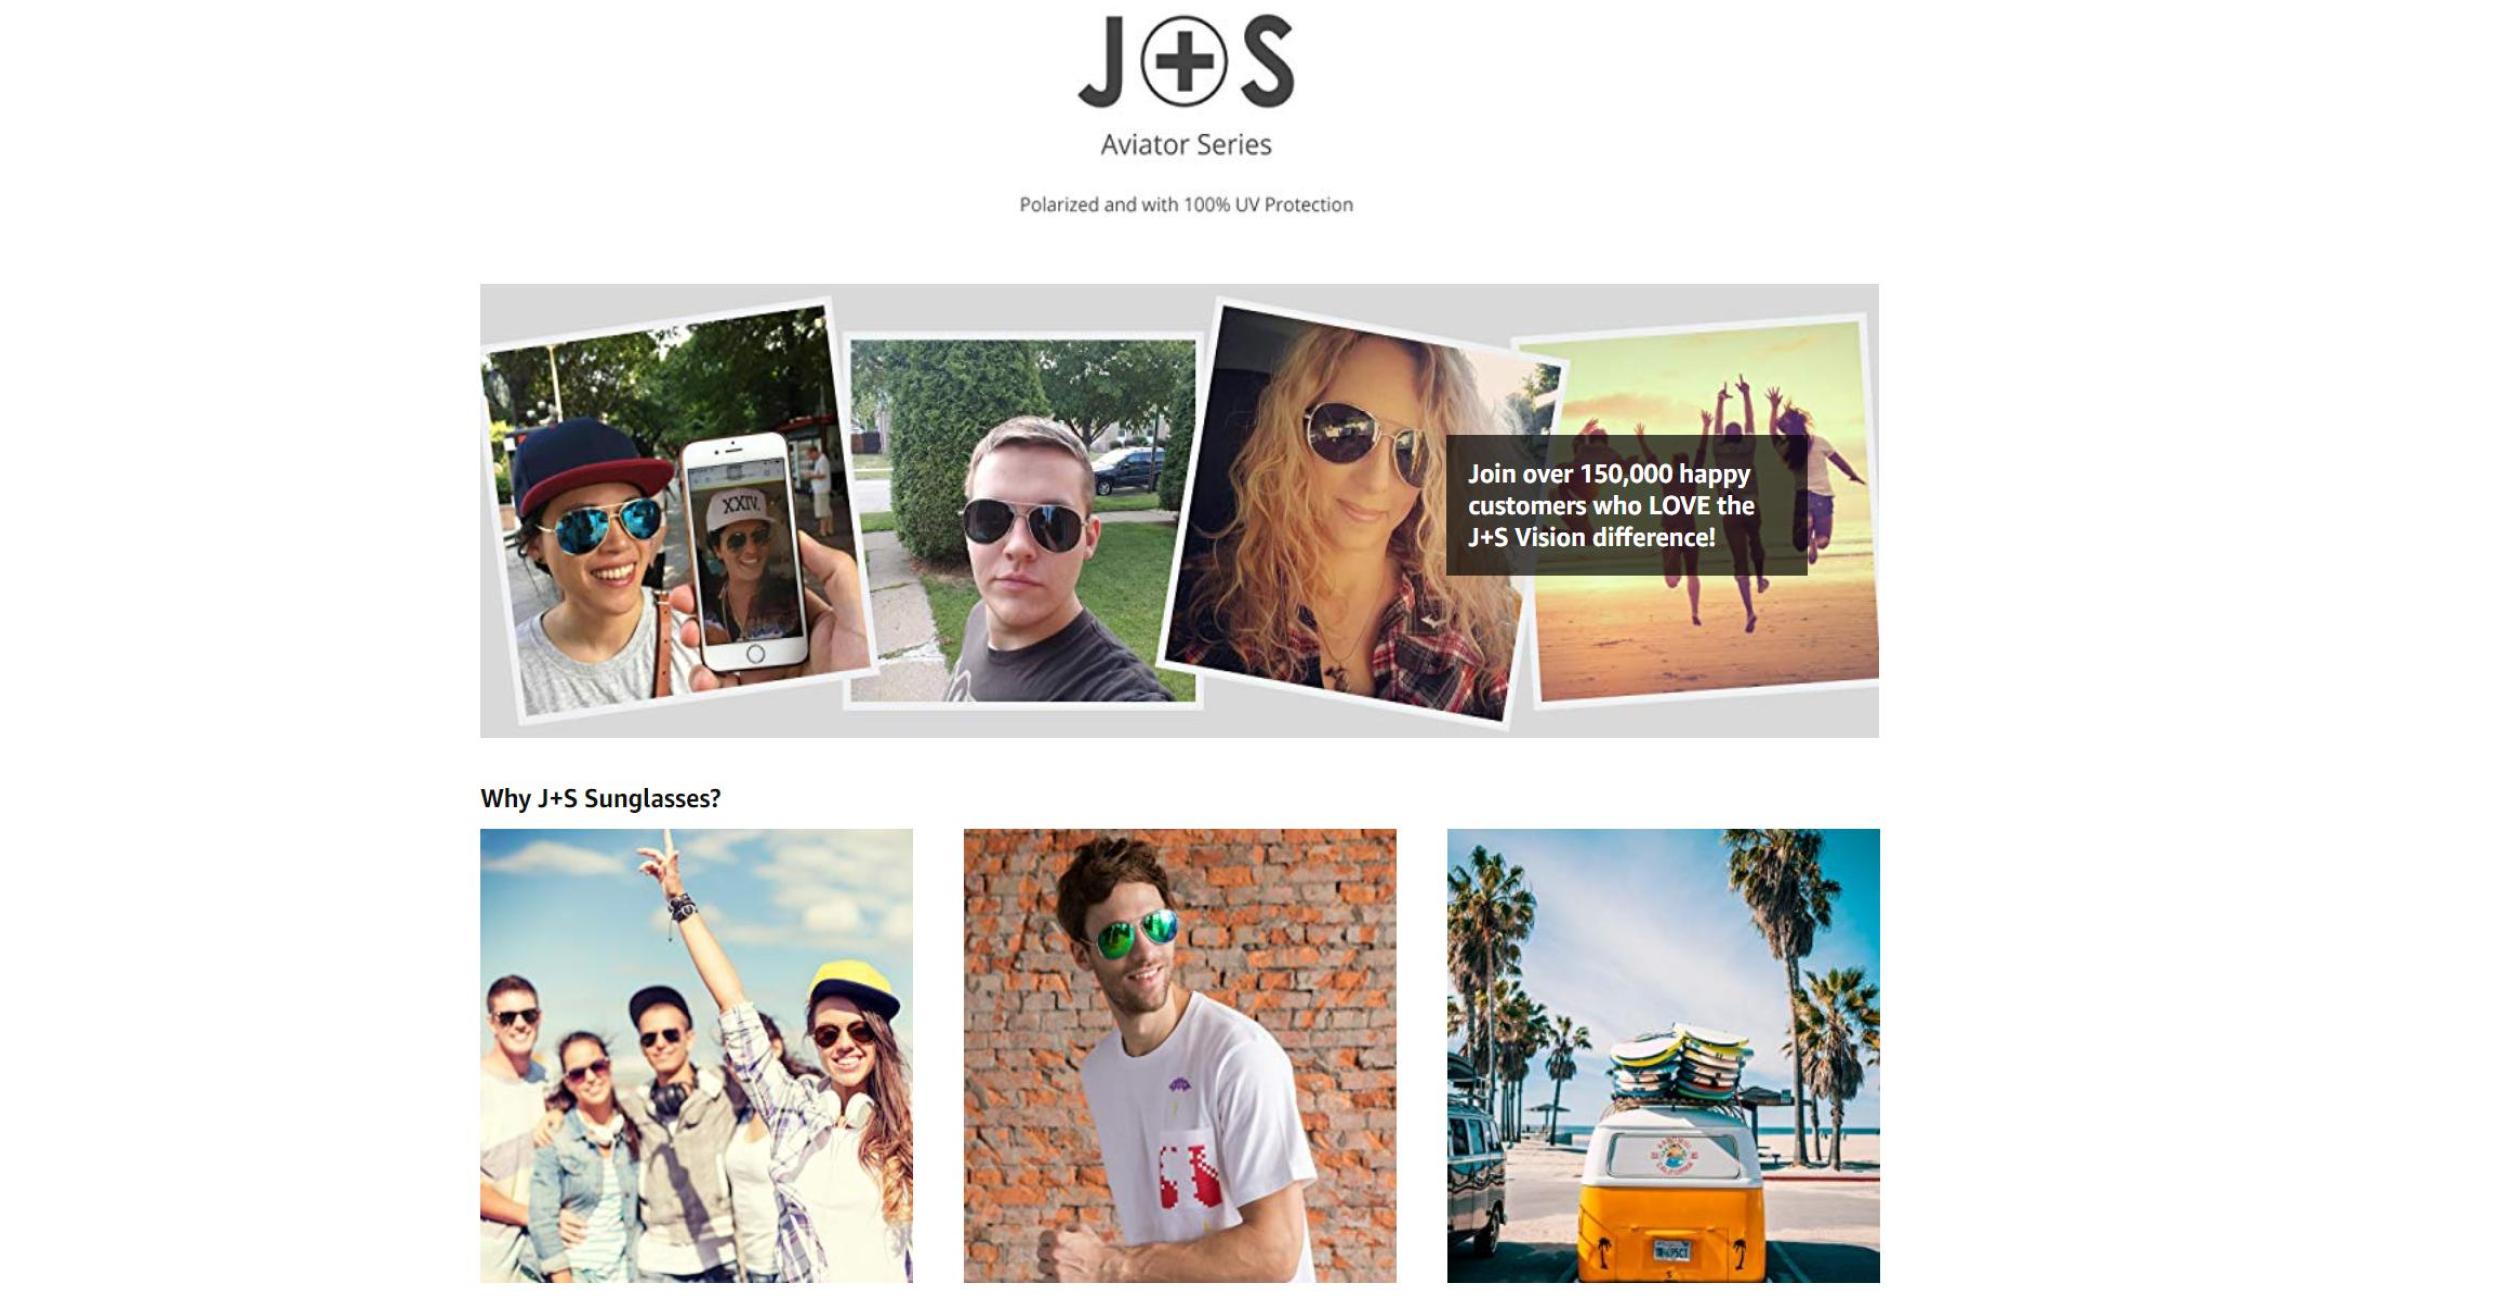 J+S
Aviator Series
Polarized and with 100% UV Protection
XXIV.
Join over 150,000 happy
customers who LOVE the
J+S Vision difference!
Why J+S Sunglasses?